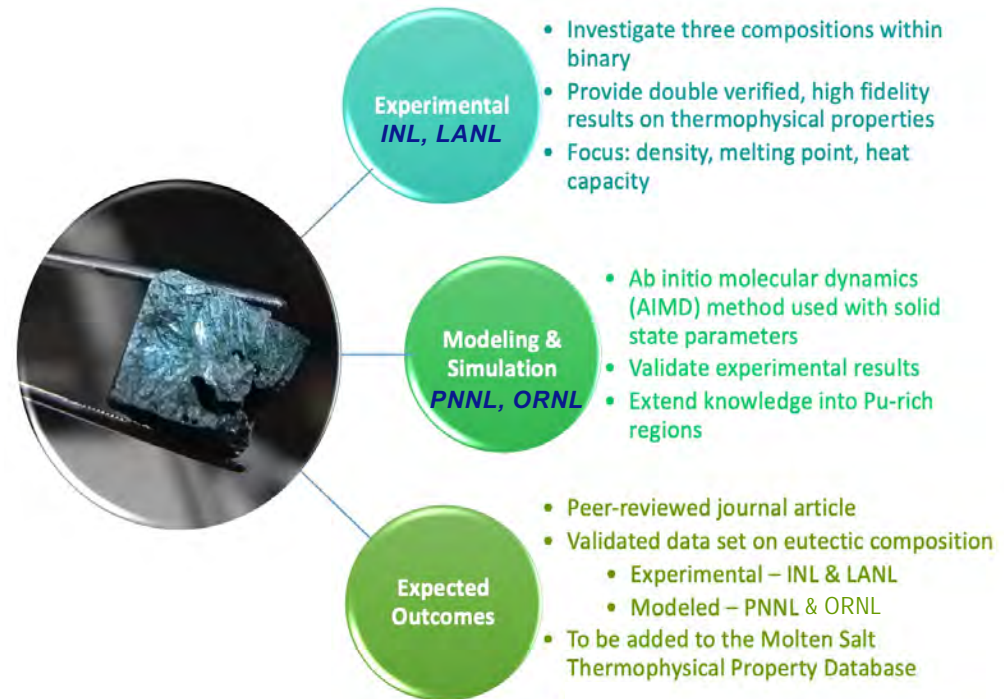 Experimental
INL, LANL
• Investigate three compositions within
binary
• Provide double verified, high fidelity
results on thermophysical properties
• Focus: density, melting point, heat
capacity
Modeling &
Simulation
PNNL, ORNL
• Ab initio molecular dynamics
(AIMD) method used with solid
state parameters
• Validate experimental results
• Extend knowledge into Pu-rich
regions
Expected
Outcomes
• Peer-reviewed journal article
• Validated data set on eutectic composition
• Experimental – INL & LANL
• Modeled – PNNL & ORNL
• To be added to the Molten Salt
Thermophysical Property Database